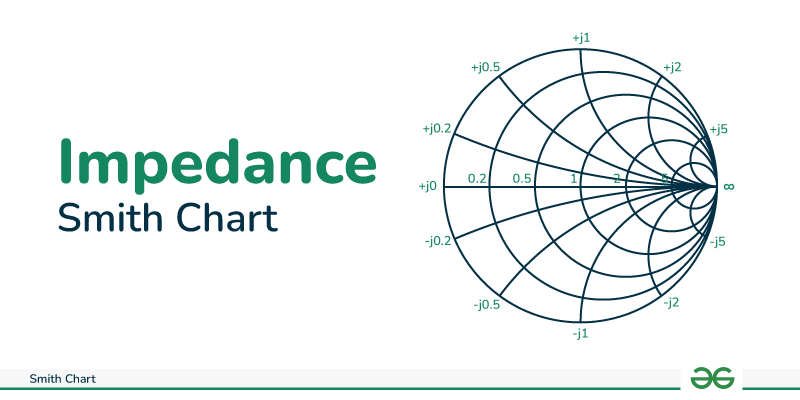 Impedance
Smith Chart
+j1
+j0.5
+j2
+j0.2
+j5
+j0
0.2
0.5
1
2
5
∞
-j0.2
-j5
-j0.5
-j2
-j1
Smith Chart